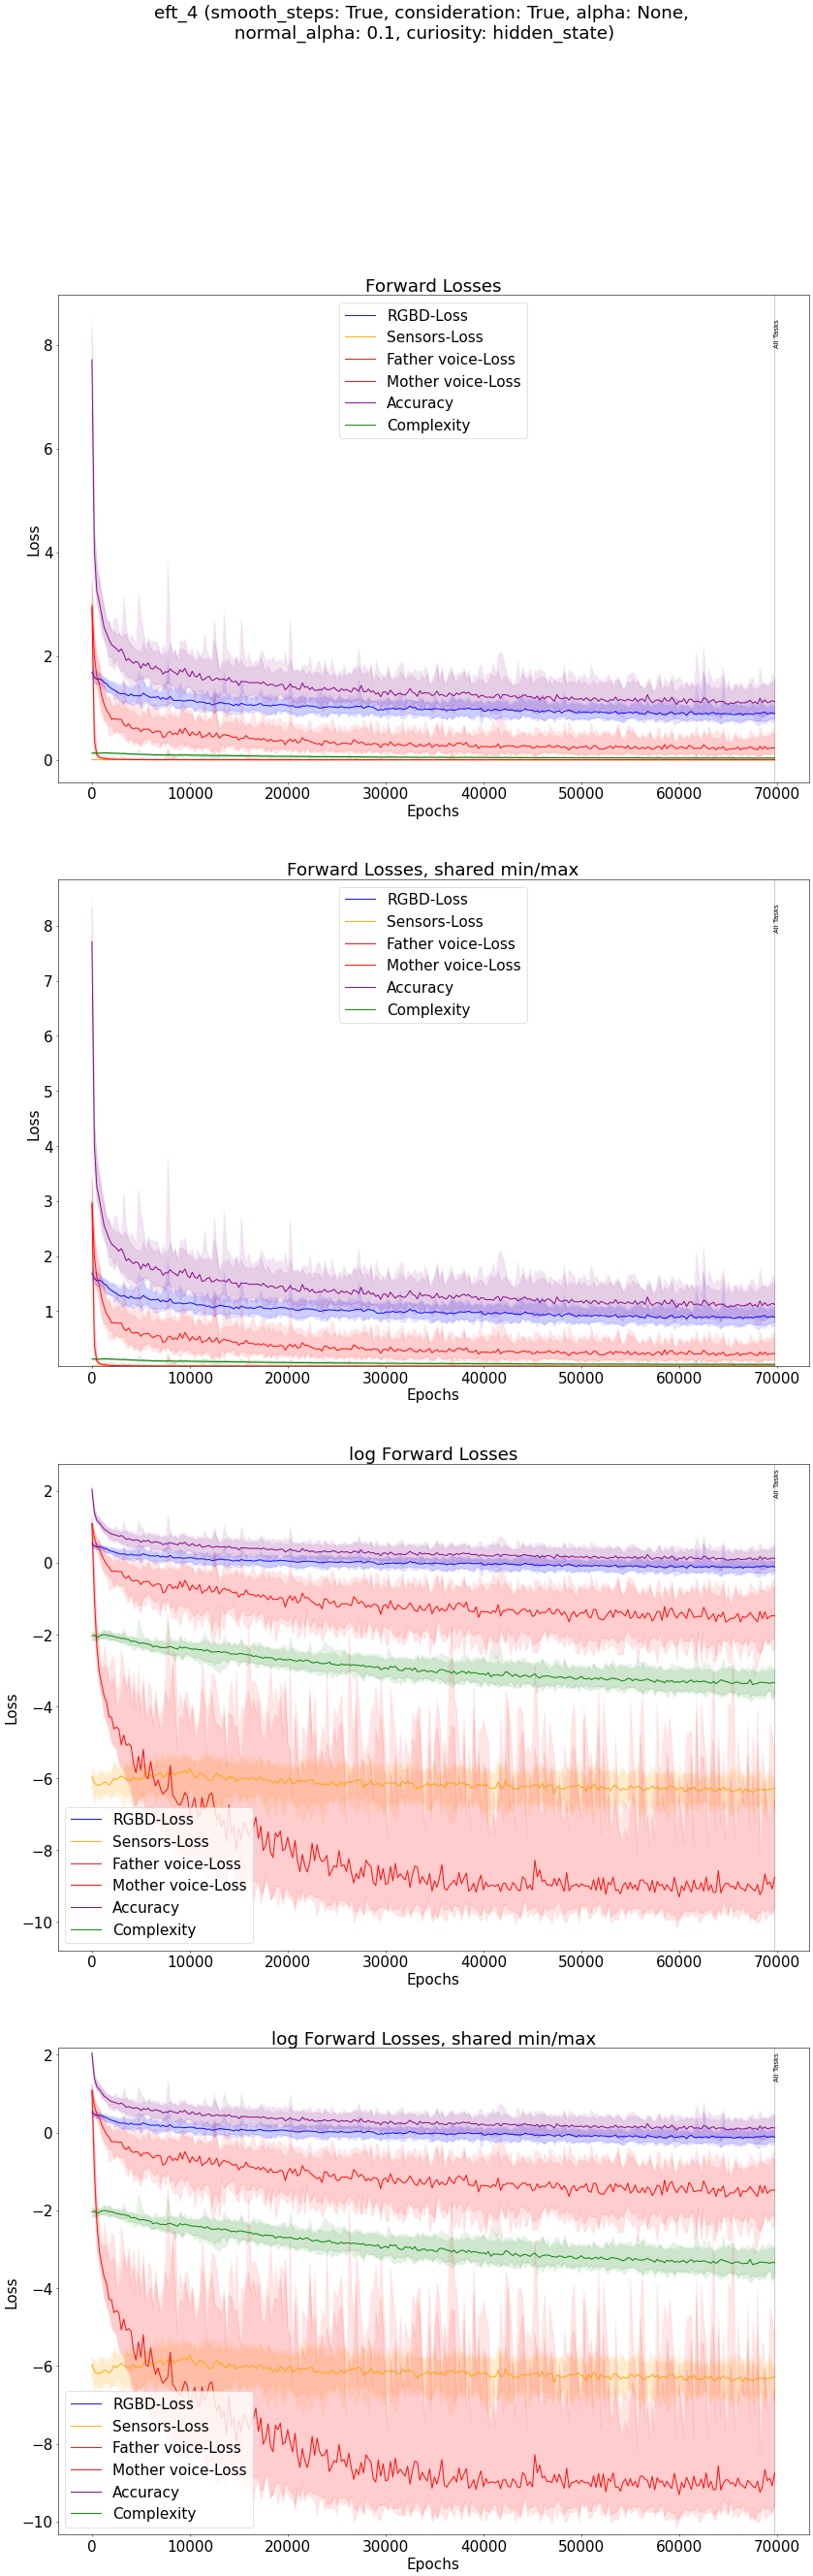 eft_4 (smooth_steps: True, consideration: True, alpha: None,
normal_alpha: 0.1, curiosity: hidden_state)
Forward Losses
RGBD-Loss
Sensors-Loss
Father voice-Loss
Mother voice-Loss
Accuracy
Complexity
All Tasks
8
6
4
2
0
Loss
0 10000 20000 30000 40000 50000 60000 70000
Epochs
Forward Losses, shared min/max
RGBD-Loss
Sensors-Loss
Father voice-Loss
Mother voice-Loss
Accuracy
Complexity
All Tasks
8
7
6
5
4
3
2
1
Loss
0 10000 20000 30000 40000 50000 60000 70000
Epochs
log Forward Losses
All Tasks
2
0
−2
−4
−6
−8
−10
Loss
RGBD-Loss
Sensors-Loss
Father voice-Loss
Mother voice-Loss
Accuracy
Complexity
0 10000 20000 30000 40000 50000 60000 70000
Epochs
log Forward Losses, shared min/max
All Tasks
2
0
−2
−4
−6
−8
−10
Loss
RGBD-Loss
Sensors-Loss
Father voice-Loss
Mother voice-Loss
Accuracy
Complexity
0 10000 20000 30000 40000 50000 60000 70000
Epochs